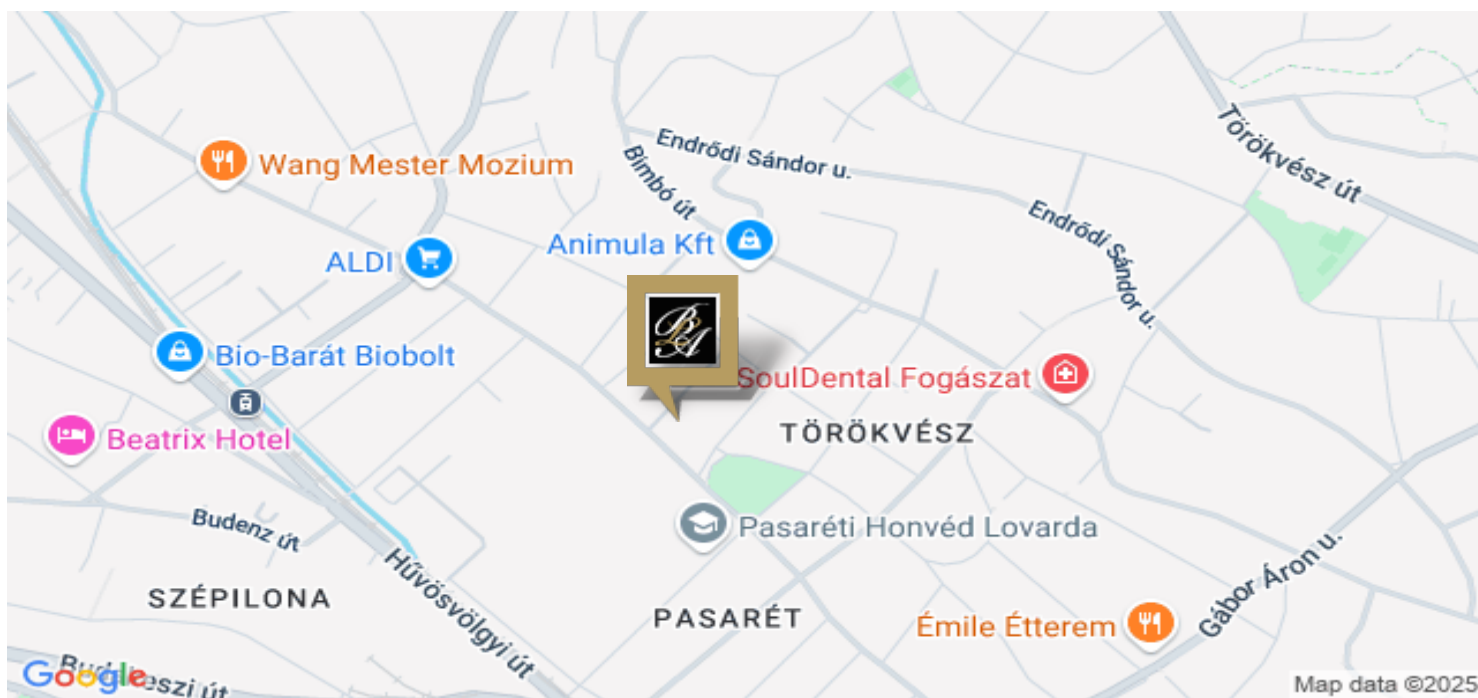 Törökvész út
Endrődi Sándor u.
Wang Mester Mozium
Bimbó út
Endrődi Sándor u.
Animula Kft
ALDI
BA
Bio-Barát Biobolt
SoulDental Fogászat
TÖRÖKVÉSZ
Beatrix Hotel
Budenz út
Pasaréti Honvéd Lovarda
Hűvösvölgyi út
Gábor Áron u.
SZÉPILONA
PASARÉT
Émile Étterem
Google
Map data ©2025